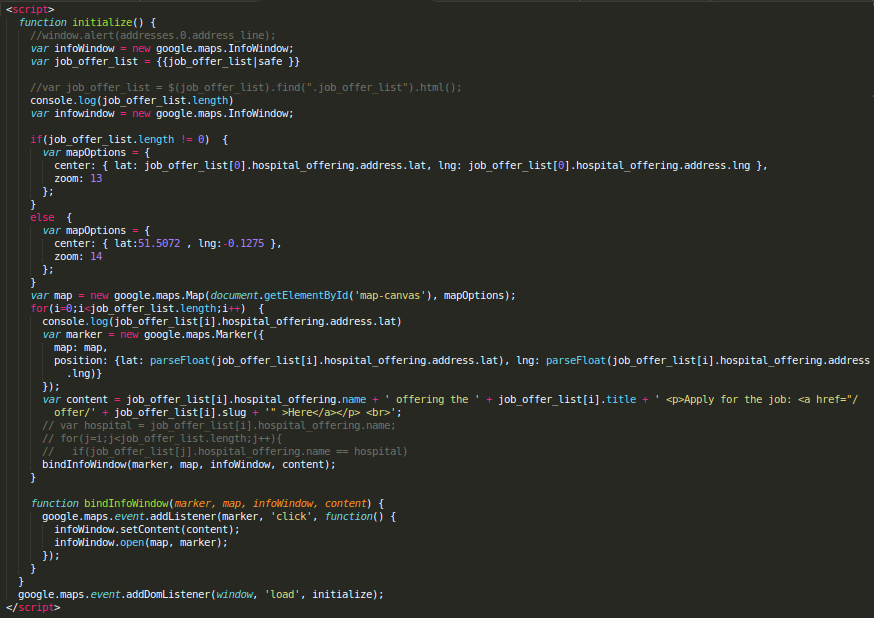 <script>
  function initialize() {
    //window.alert(addresses.0.address_line);
    var infoWindow = new google.maps.InfoWindow;
    var job_offer_list = {{job_offer_list|safe }}

    //var job_offer_list = $(job_offer_list).find(".job_offer_list").html();
    console.log(job_offer_list.length)
    var infowindow = new google.maps.InfoWindow;

    if(job_offer_list.length != 0)  {
      var mapOptions = {
        center: { lat: job_offer_list[0].hospital_offering.address.lat, lng: job_offer_list[0].hospital_offering.address.lng },
        zoom: 13
      };
    }
    else  {
      var mapOptions = {
        center: { lat:51.5072 , lng:-0.1275 },
        zoom: 14
      };
    }
    var map = new google.maps.Map(document.getElementById('map-canvas'), mapOptions);
    for(i=0;i<job_offer_list.length;i++)  {
      console.log(job_offer_list[i].hospital_offering.address.lat)
      var marker = new google.maps.Marker({
        map: map,
        position: {lat: parseFloat(job_offer_list[i].hospital_offering.address.lat), lng: parseFloat(job_offer_list[i].hospital_offering.address
          .lng)}
      });
      var content = job_offer_list[i].hospital_offering.name + ' offering the ' + job_offer_list[i].title + ' <p>Apply for the job: <a href="/
        offer/' + job_offer_list[i].slug + '" >Here</a></p> <br>';
      // var hospital = job_offer_list[i].hospital_offering.name;
      // for(j=i;j<job_offer_list.length;j++){
      //   if(job_offer_list[j].hospital_offering.name == hospital)
      bindInfoWindow(marker, map, infoWindow, content);
    }

    function bindInfoWindow(marker, map, infoWindow, content) {
      google.maps.event.addListener(marker, 'click', function() {
        infoWindow.setContent(content);
        infoWindow.open(map, marker);
      });
    }
  }
  google.maps.event.addDomListener(window, 'load', initialize);
</script>